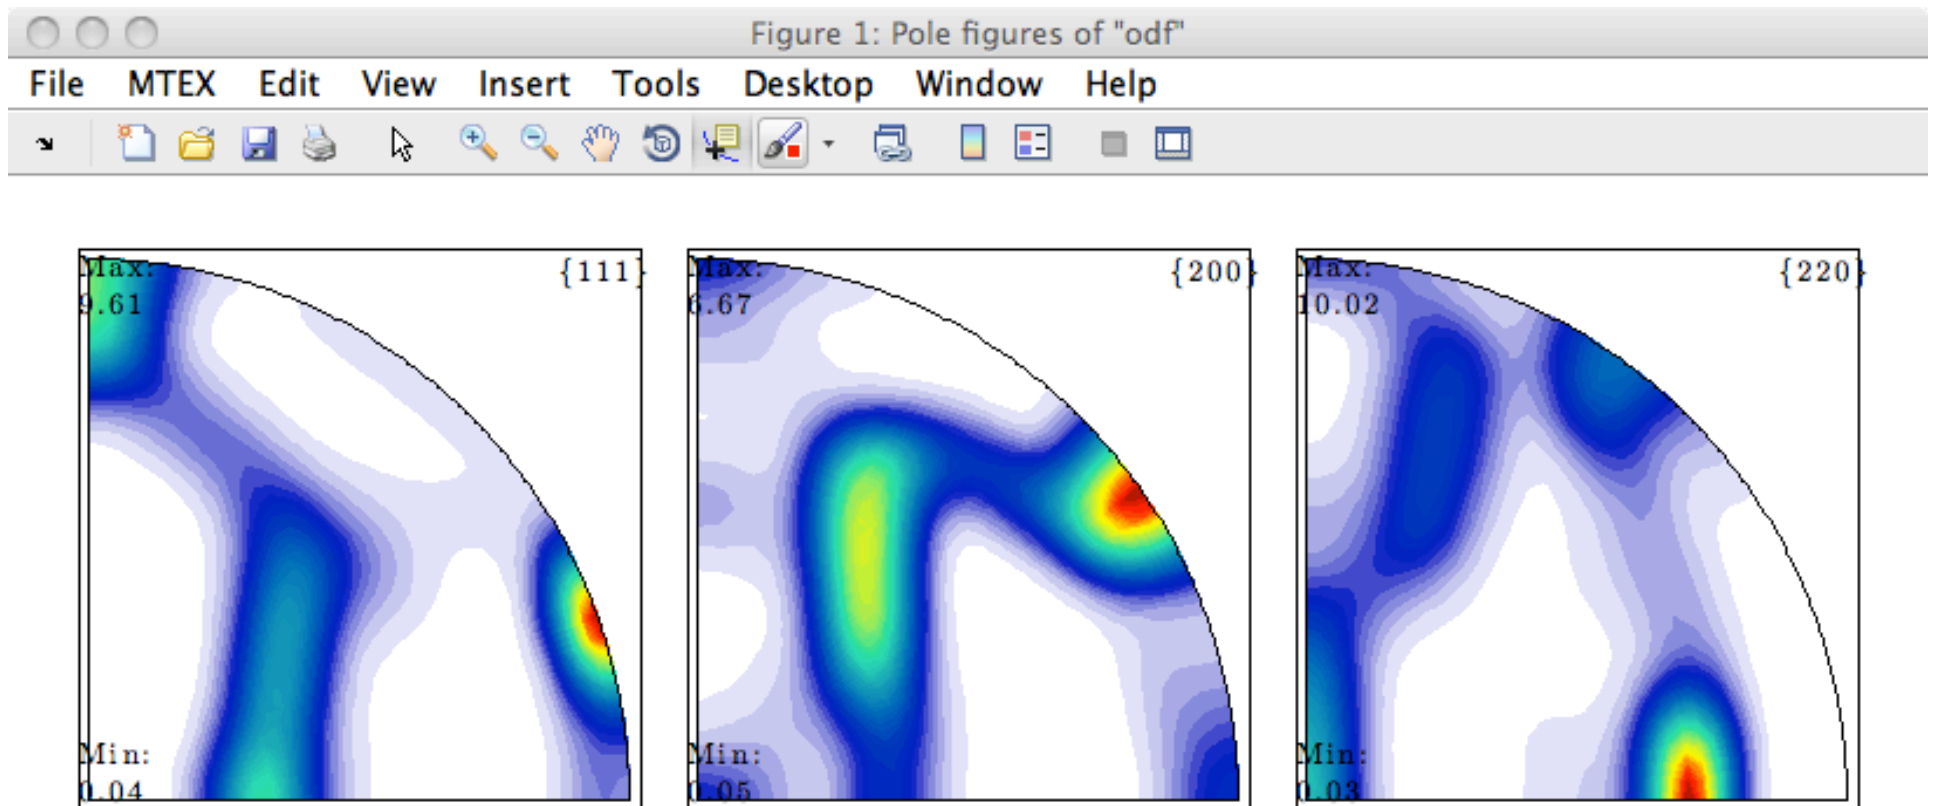 Figure 1: Pole figures of "odf"
File MTEX Edit View Insert Tools Desktop Window Help
Max:
9.61
{111}
Min:
0.04
Max:
6.67
{200}
Min:
0.05
Max:
10.02
{220}
Min:
0.03